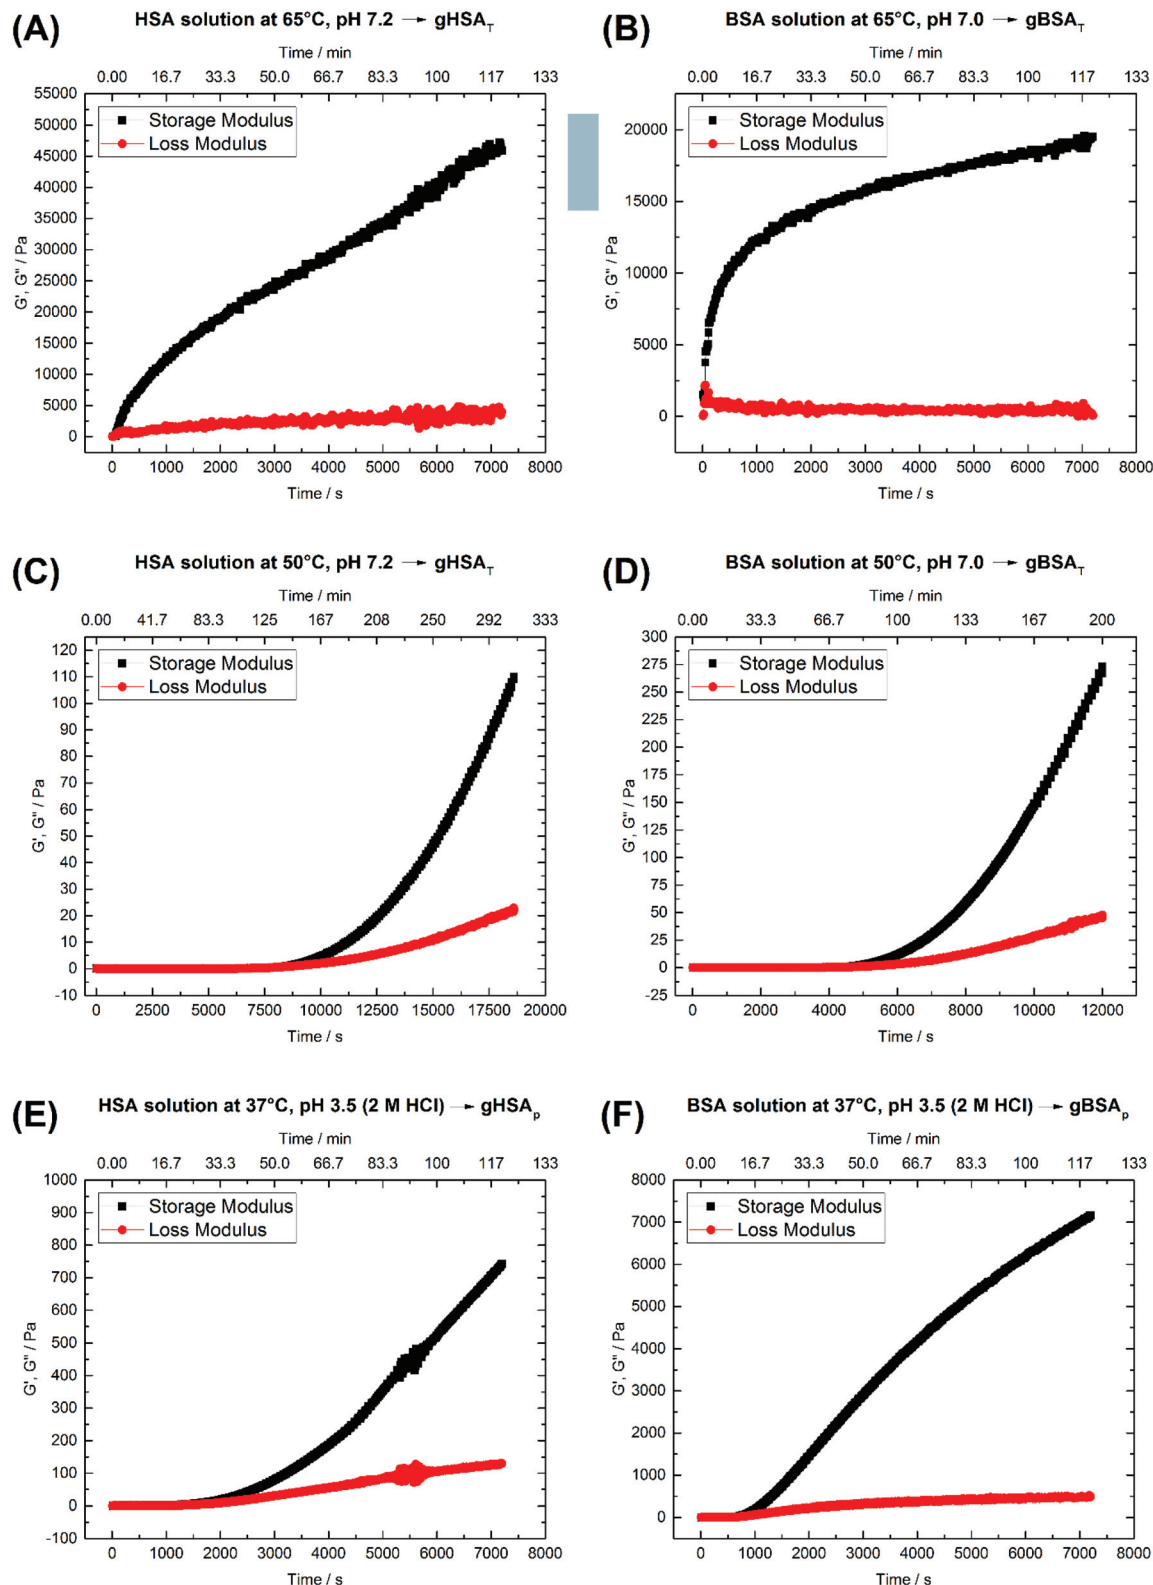 (A) HSA solution at 65°C, pH 7.2 → gHSA_T
Time / min
0.00 16.7 33.3 50.0 66.7 83.3 100 117 133
55000
50000
45000
40000
35000
30000
25000
20000
15000
10000
5000
0
G', G'' / Pa
Storage Modulus
Loss Modulus
0 1000 2000 3000 4000 5000 6000 7000 8000
Time / s
(B) BSA solution at 65°C, pH 7.0 → gBSA_T
Time / min
0.00 16.7 33.3 50.0 66.7 83.3 100 117 133
20000
15000
10000
5000
0
G', G'' / Pa
Storage Modulus
Loss Modulus
0 1000 2000 3000 4000 5000 6000 7000 8000
Time / s
(C) HSA solution at 50°C, pH 7.2 → gHSA_T
Time / min
0.00 41.7 83.3 125 167 208 250 292 333
120
110
100
90
80
70
60
50
40
30
20
10
0
-10
G', G'' / Pa
Storage Modulus
Loss Modulus
0 2500 5000 7500 10000 12500 15000 17500 20000
Time / s
(D) BSA solution at 50°C, pH 7.0 → gBSA_T
Time / min
0.00 33.3 66.7 100 133 167 200
300
275
250
225
200
175
150
125
100
75
50
25
0
-25
G', G'' / Pa
Storage Modulus
Loss Modulus
0 2000 4000 6000 8000 10000 12000
Time / s
(E) HSA solution at 37°C, pH 3.5 (2 M HCl) → gHSA_p
Time / min
0.00 16.7 33.3 50.0 66.7 83.3 100 117 133
1000
900
800
700
600
500
400
300
200
100
0
-100
G', G'' / Pa
Storage Modulus
Loss Modulus
0 1000 2000 3000 4000 5000 6000 7000 8000
Time / s
(F) BSA solution at 37°C, pH 3.5 (2 M HCl) → gBSA_p
Time / min
0.00 16.7 33.3 50.0 66.7 83.3 100 117 133
8000
7000
6000
5000
4000
3000
2000
1000
0
G', G'' / Pa
Storage Modulus
Loss Modulus
0 1000 2000 3000 4000 5000 6000 7000 8000
Time / s